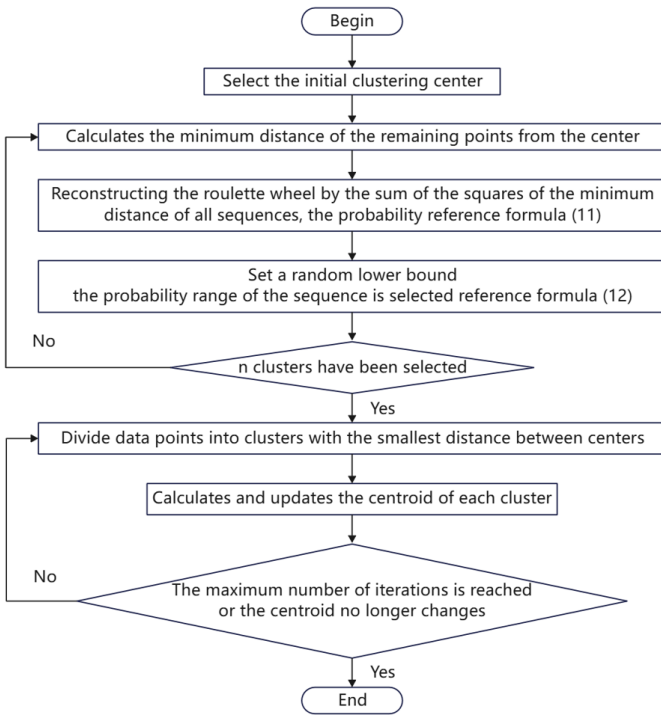 Begin
Select the initial clustering center
Calculates the minimum distance of the remaining points from the center
Reconstructing the roulette wheel by the sum of the squares of the minimum
distance of all sequences, the probability reference formula (11)
Set a random lower bound
the probability range of the sequence is selected reference formula (12)
No
n clusters have been selected
Yes
Divide data points into clusters with the smallest distance between centers
Calculates and updates the centroid of each cluster
No
The maximum number of iterations is reached
or the centroid no longer changes
Yes
End